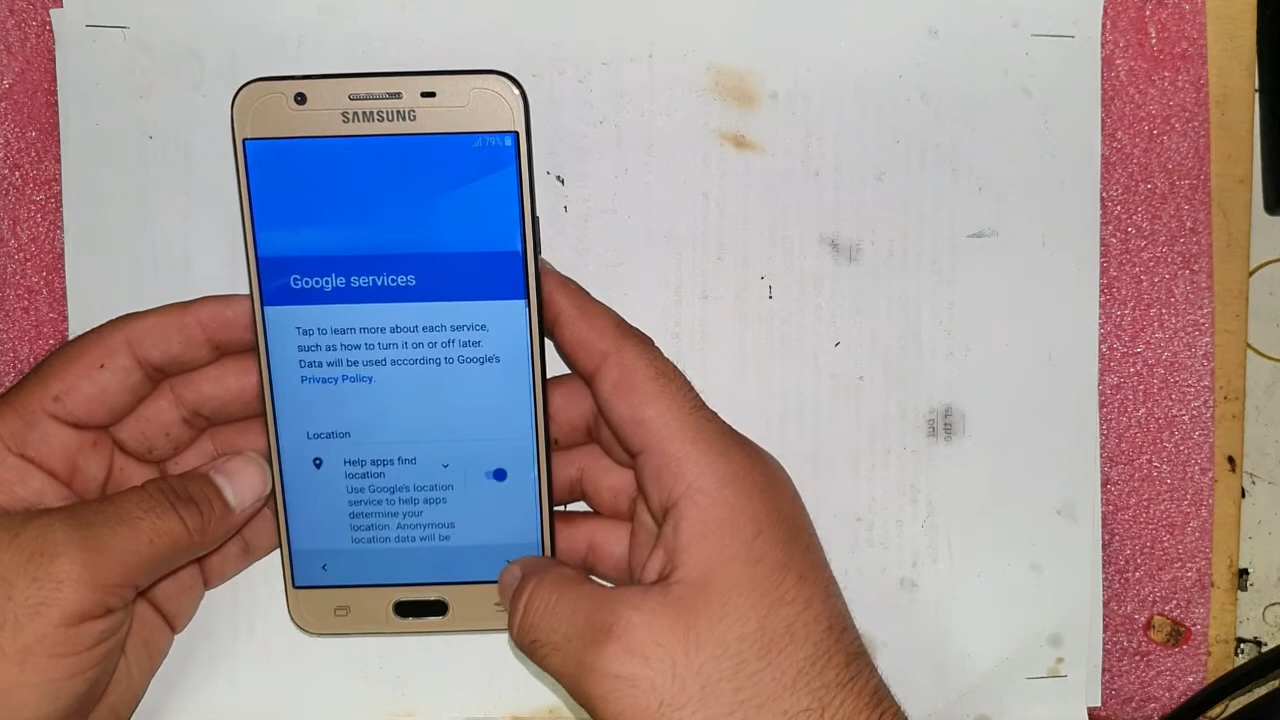 SAMSUNG
79%
Google services
Tap to learn more about each service,
such as how to turn it on or off later.
Data will be used according to Google's
Privacy Policy.
Location
Help apps find
location
Use Google's location
service to help apps
determine your
location. Anonymous
location data will be